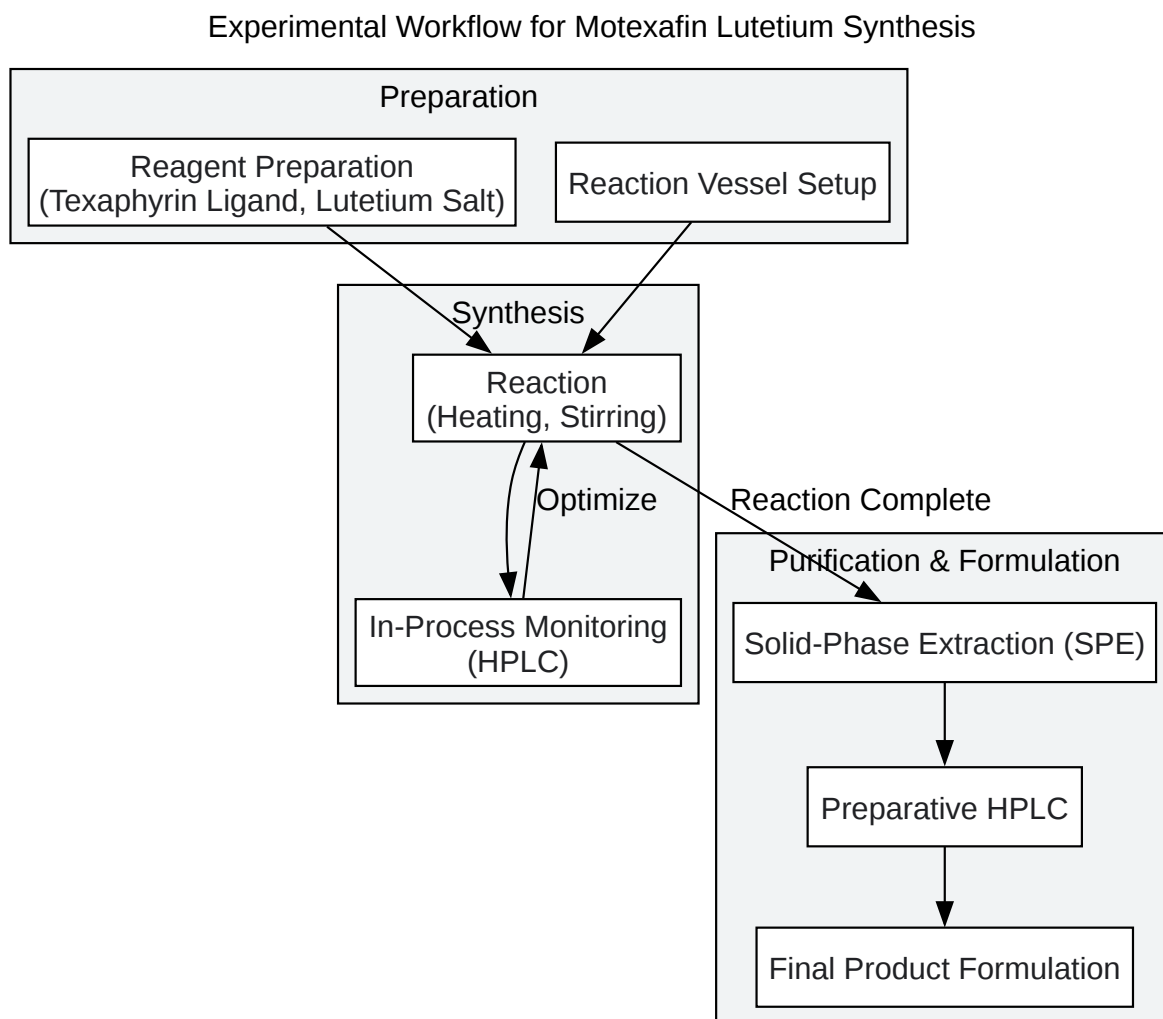 Experimental Workflow for Motexafin Lutetium Synthesis
Preparation
Reagent Preparation
(Texaphyrin Ligand, Lutetium Salt)
Reaction Vessel Setup
Synthesis
Reaction
(Heating, Stirring)
Optimize
Reaction Complete
In-Process Monitoring
(HPLC)
Purification & Formulation
Solid-Phase Extraction (SPE)
Preparative HPLC
Final Product Formulation